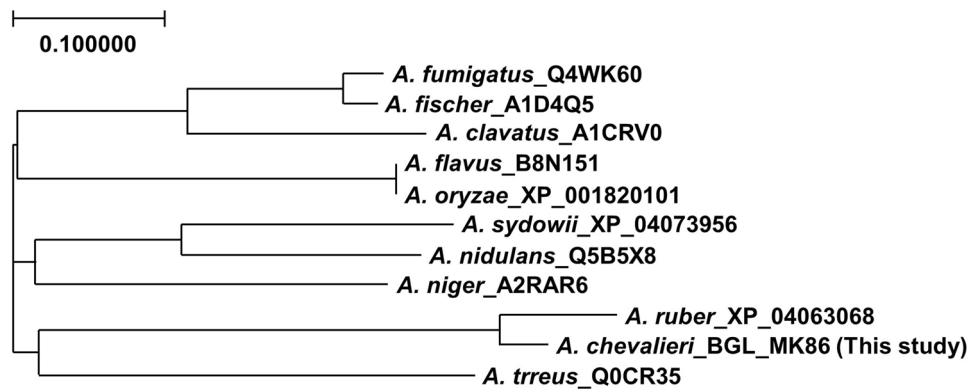 0.100000
A. fumigatus_Q4WK60
A. fischer_A1D4Q5
A. clavatus_A1CRV0
A. flavus_B8N151
A. oryzae_XP_001820101
A. sydowii_XP_04073956
A. nidulans_Q5B5X8
A. niger_A2RAR6
A. ruber_XP_04063068
A. chevalieri_BGL_MK86 (This study)
A. trreus_Q0CR35